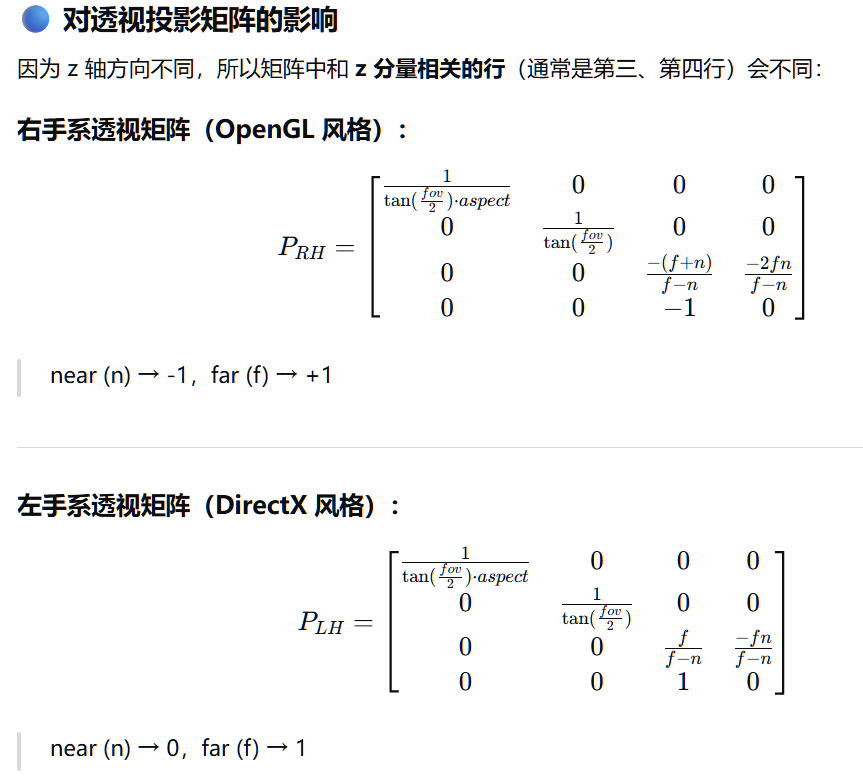 对透视投影矩阵的影响
因为 z 轴方向不同，所以矩阵中和 z 分量相关的行（通常是第三、第四行）会不同：
右手系透视矩阵（OpenGL 风格）：
P_{RH} = \begin{bmatrix} \frac{1}{\tan(\frac{fov}{2})\cdot aspect} & 0 & 0 & 0 \\ 0 & \frac{1}{\tan(\frac{fov}{2})} & 0 & 0 \\ 0 & 0 & \frac{-(f+n)}{f-n} & \frac{-2fn}{f-n} \\ 0 & 0 & -1 & 0 \end{bmatrix}
near (n) → -1，far (f) → +1
左手系透视矩阵（DirectX 风格）：
P_{LH} = \begin{bmatrix} \frac{1}{\tan(\frac{fov}{2})\cdot aspect} & 0 & 0 & 0 \\ 0 & \frac{1}{\tan(\frac{fov}{2})} & 0 & 0 \\ 0 & 0 & \frac{f}{f-n} & \frac{-fn}{f-n} \\ 0 & 0 & 1 & 0 \end{bmatrix}
near (n) → 0，far (f) → 1